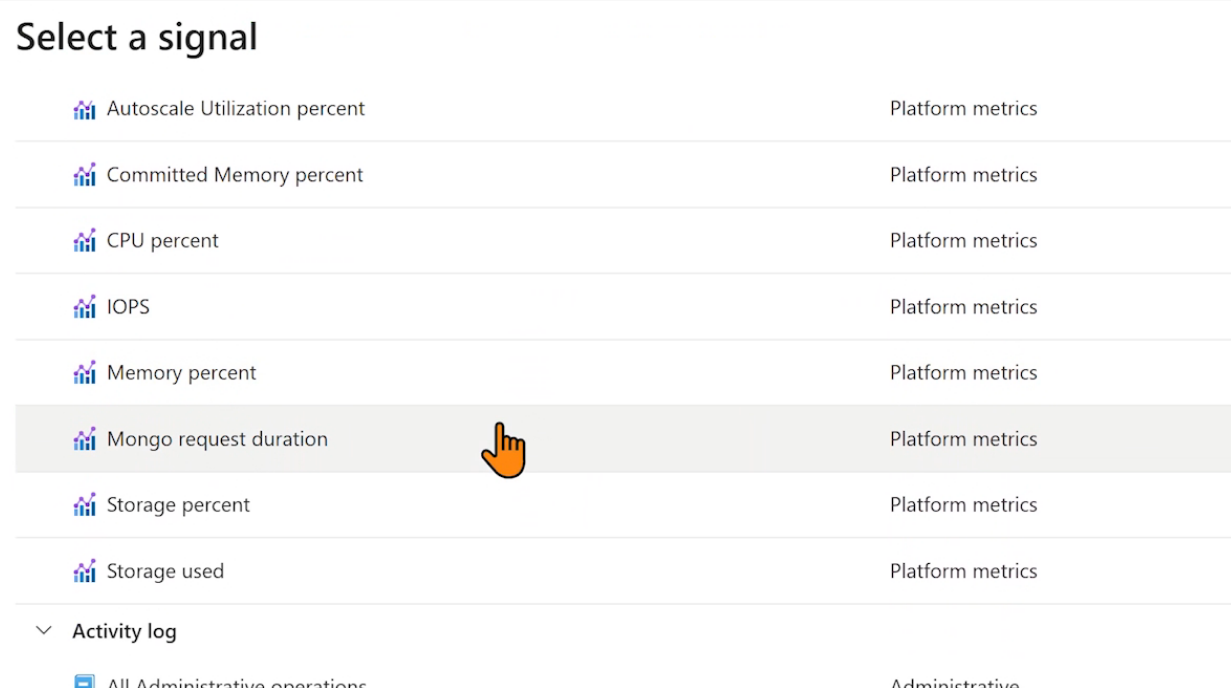 Select a signal
Autoscale Utilization percent Platform metrics
Committed Memory percent Platform metrics
CPU percent Platform metrics
IOPS Platform metrics
Memory percent Platform metrics
Mongo request duration Platform metrics
Storage percent Platform metrics
Storage used Platform metrics
Activity log
All Administrative operations Administrative